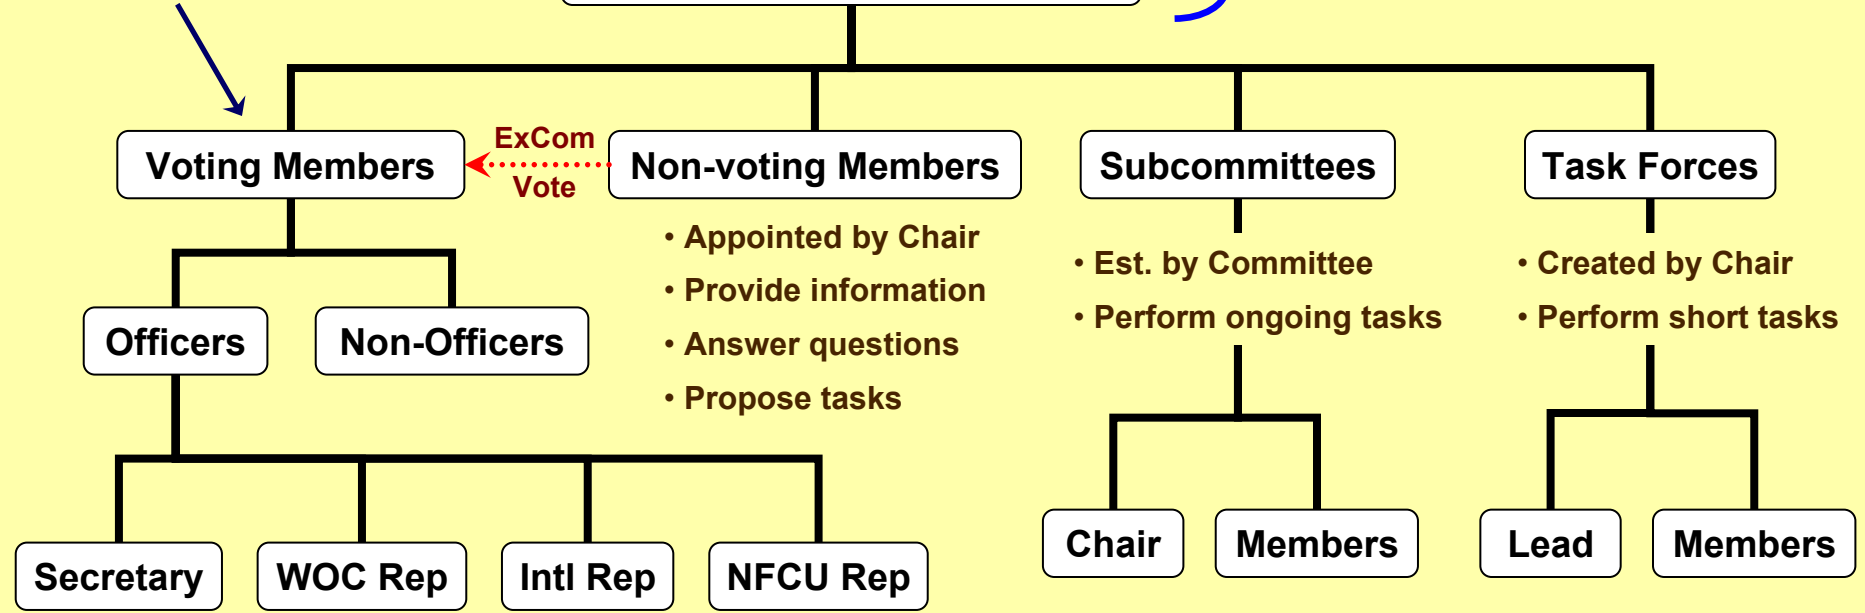 ExCom
Voting Members
Non-voting Members
Subcommittees
Task Forces
Vote
• Appointed by Chair
• Provide information
• Answer questions
• Propose tasks
• Est. by Committee
• Perform ongoing tasks
• Created by Chair
• Perform short tasks
Officers
Non-Officers
Chair
Members
Lead
Members
Secretary
WOC Rep
Intl Rep
NFCU Rep